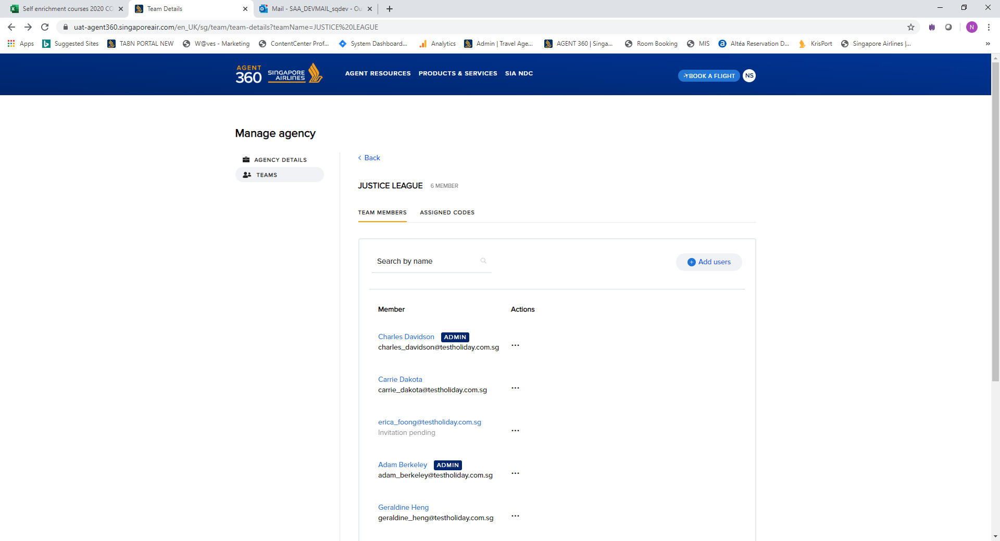 Self enrichment courses 2020 CO
Team Details
Mail - SAA_DEVMAIL_sqdev - Ou
uat-agent360.singaporeair.com/en_UK/sg/team/team-details?teamName=JUSTICE%20LEAGUE
N
Apps
Suggested Sites
TABN PORTAL NEW
W@ves - Marketing
ContentCenter Prof...
System Dashboard...
Analytics
Admin | Travel Age...
AGENT 360 | Singa...
Room Booking
MIS
Altéa Reservation D...
KrisPort
Singapore Airlines |...
»
AGENT
360
SINGAPORE
AIRLINES
AGENT RESOURCES
PRODUCTS & SERVICES
SIA NDC
BOOK A FLIGHT
NS
Manage agency
AGENCY DETAILS
TEAMS
Back
JUSTICE LEAGUE 6 MEMBER
TEAM MEMBERS
ASSIGNED CODES
Search by name
Add users
Member
Actions
Charles Davidson ADMIN
charles_davidson@testholiday.com.sg
...
Carrie Dakota
carrie_dakota@testholiday.com.sg
...
erica_foong@testholiday.com.sg
Invitation pending
...
Adam Berkeley ADMIN
adam_berkeley@testholiday.com.sg
...
Geraldine Heng
geraldine_heng@testholiday.com.sg
...